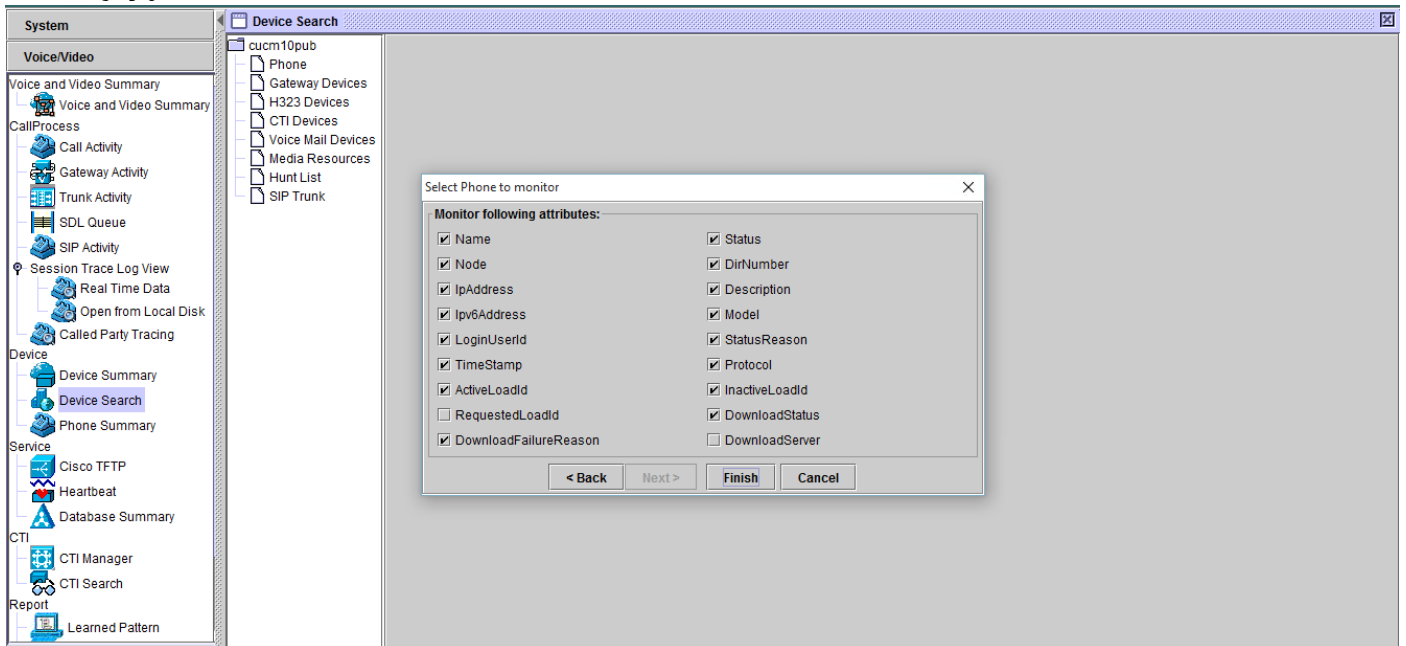 System
Voice/Video
Voice and Video Summary
Voice and Video Summary
CallProcess
Call Activity
Gateway Activity
Trunk Activity
SDL Queue
SIP Activity
Session Trace Log View
Real Time Data
Open from Local Disk
Called Party Tracing
Device
Device Summary
Device Search
Phone Summary
Service
Cisco TFTP
Heartbeat
Database Summary
CTI
CTI Manager
CTI Search
Report
Learned Pattern
Device Search
cucm10pub
Phone
Gateway Devices
H323 Devices
CTI Devices
Voice Mail Devices
Media Resources
Hunt List
SIP Trunk
Select Phone to monitor
Monitor following attributes:
Name Status
Node DirNumber
IpAddress Description
Ipv6Address Model
LoginUserId StatusReason
TimeStamp Protocol
ActiveLoadId InactiveLoadId
RequestedLoadId DownloadStatus
DownloadFailureReason DownloadServer
< Back Next > Finish Cancel